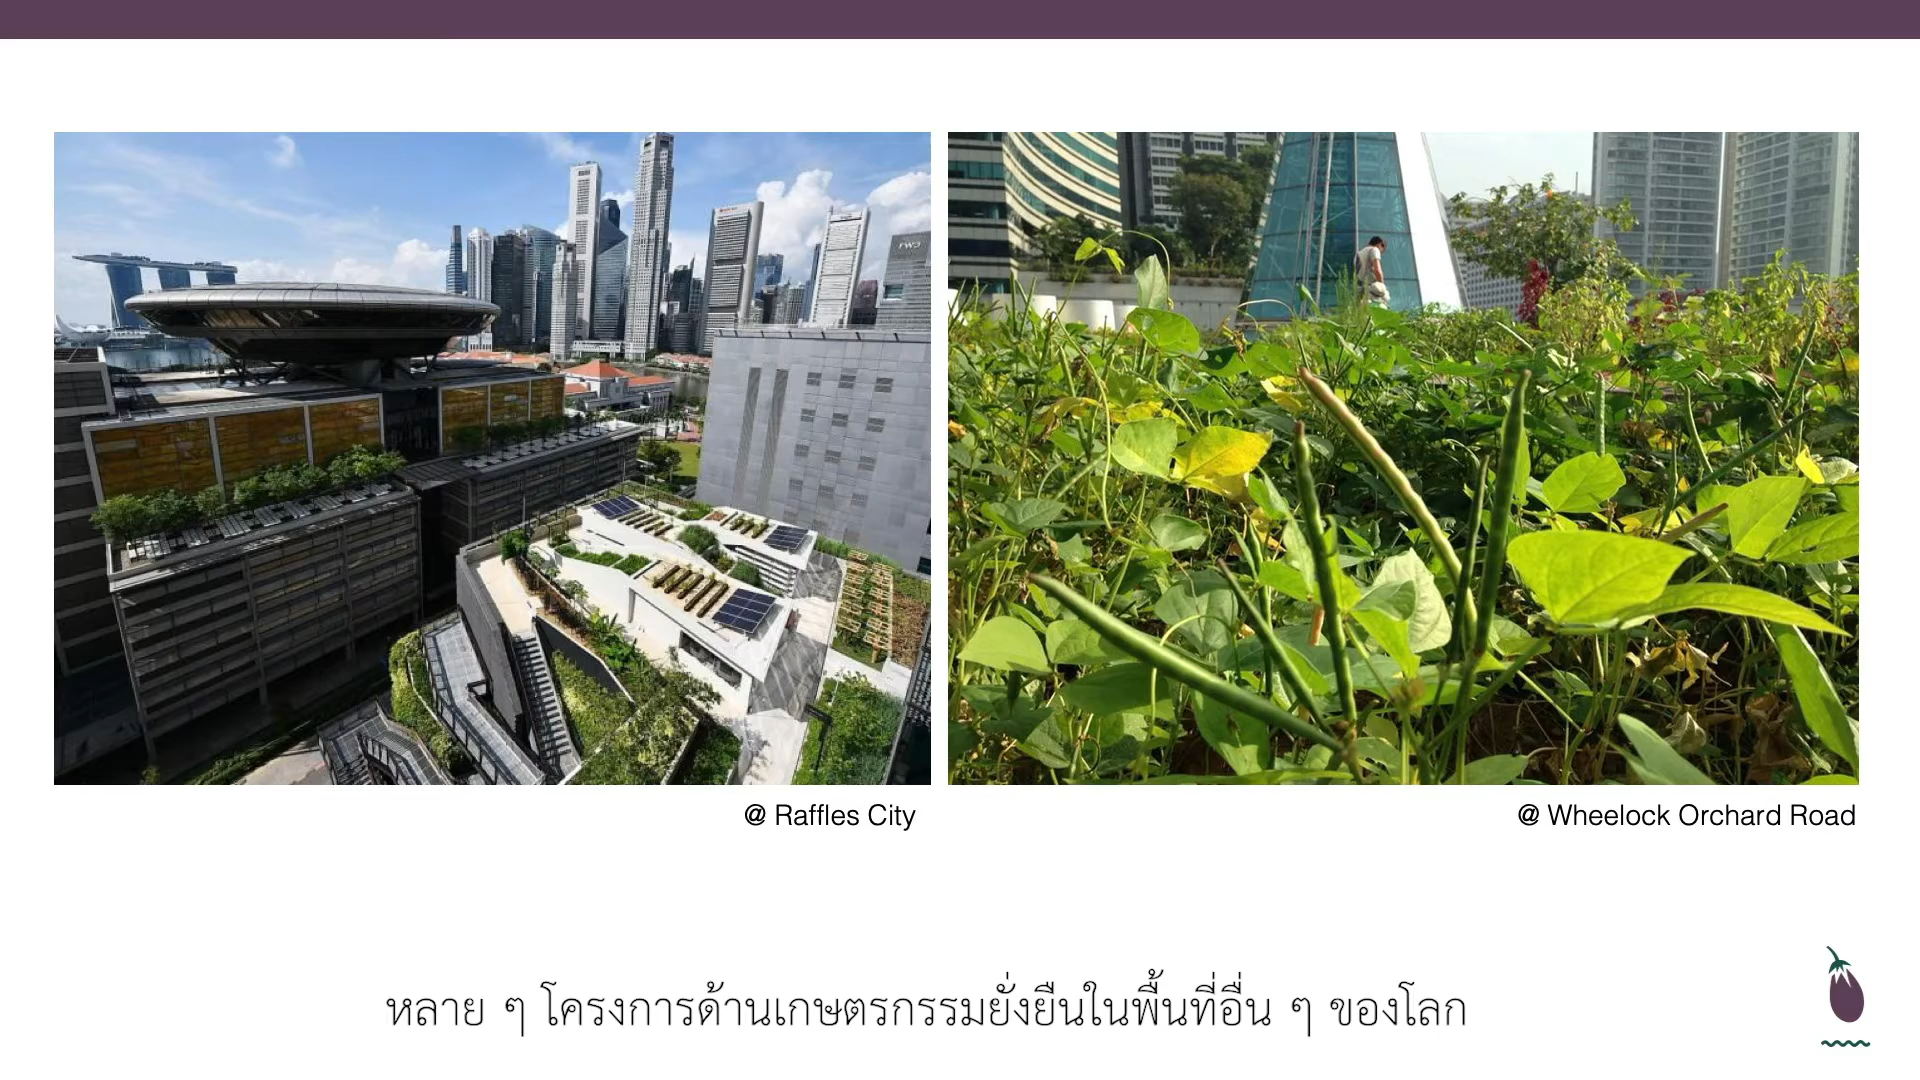 FWD
@ Raffles City
@ Wheelock Orchard Road
หลาย ๆ โครงการด้านเกษตรกรรมยั่งยืนในพื้นที่อื่น ๆ ของโลก